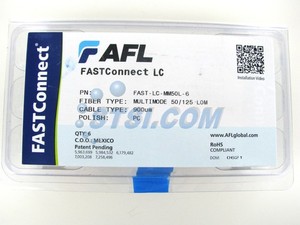 FASTConnect®
AFL
FASTConnect LC
Installation Video
PN: FAST-LC-MM50L-6
FIBER TYPE: MULTIMODE 50/125 LOM
CABLE TYPE: 900um
POLISH: PC
QTY: 6
C.O.O.: MEXICO
Patent Pending
www.AFLglobal.com
RoHS
COMPLIANT